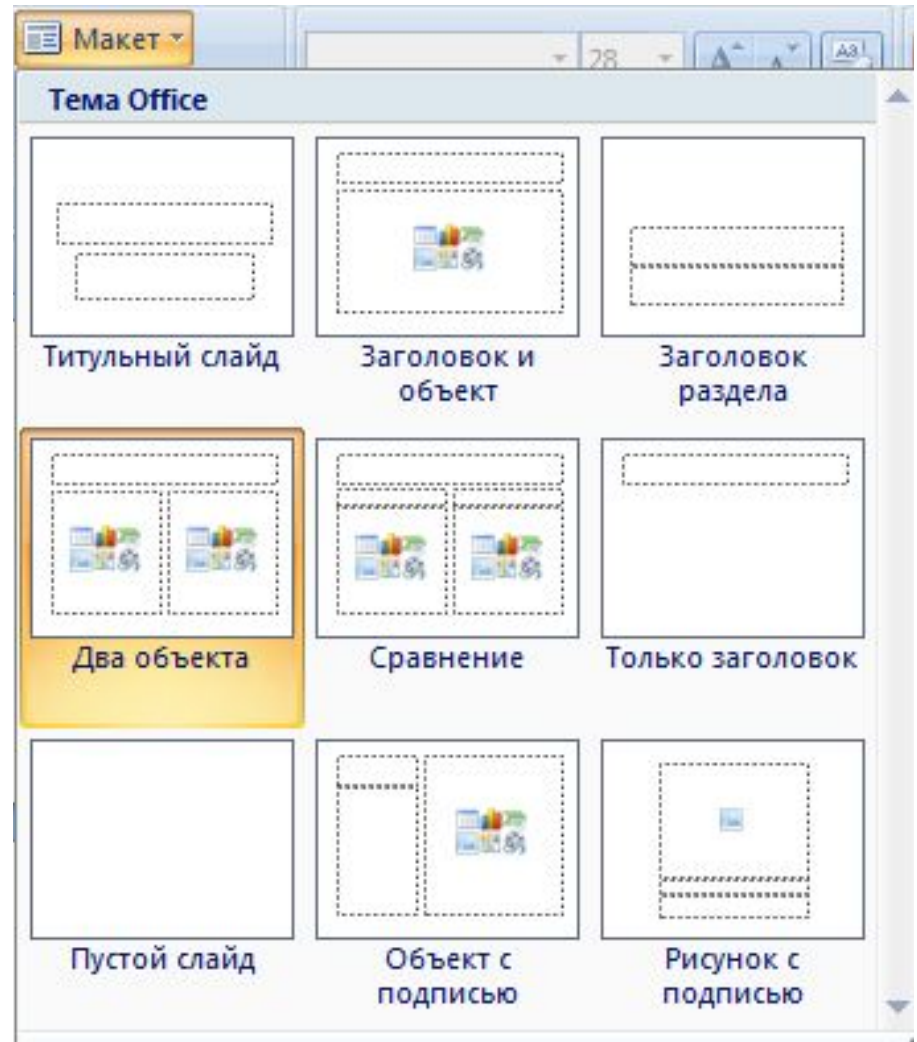 Макет
28
Тема Office
Титульный слайд
Заголовок и
объект
Заголовок
раздела
Два объекта
Сравнение
Только заголовок
Пустой слайд
Объект с
подписью
Рисунок с
подписью